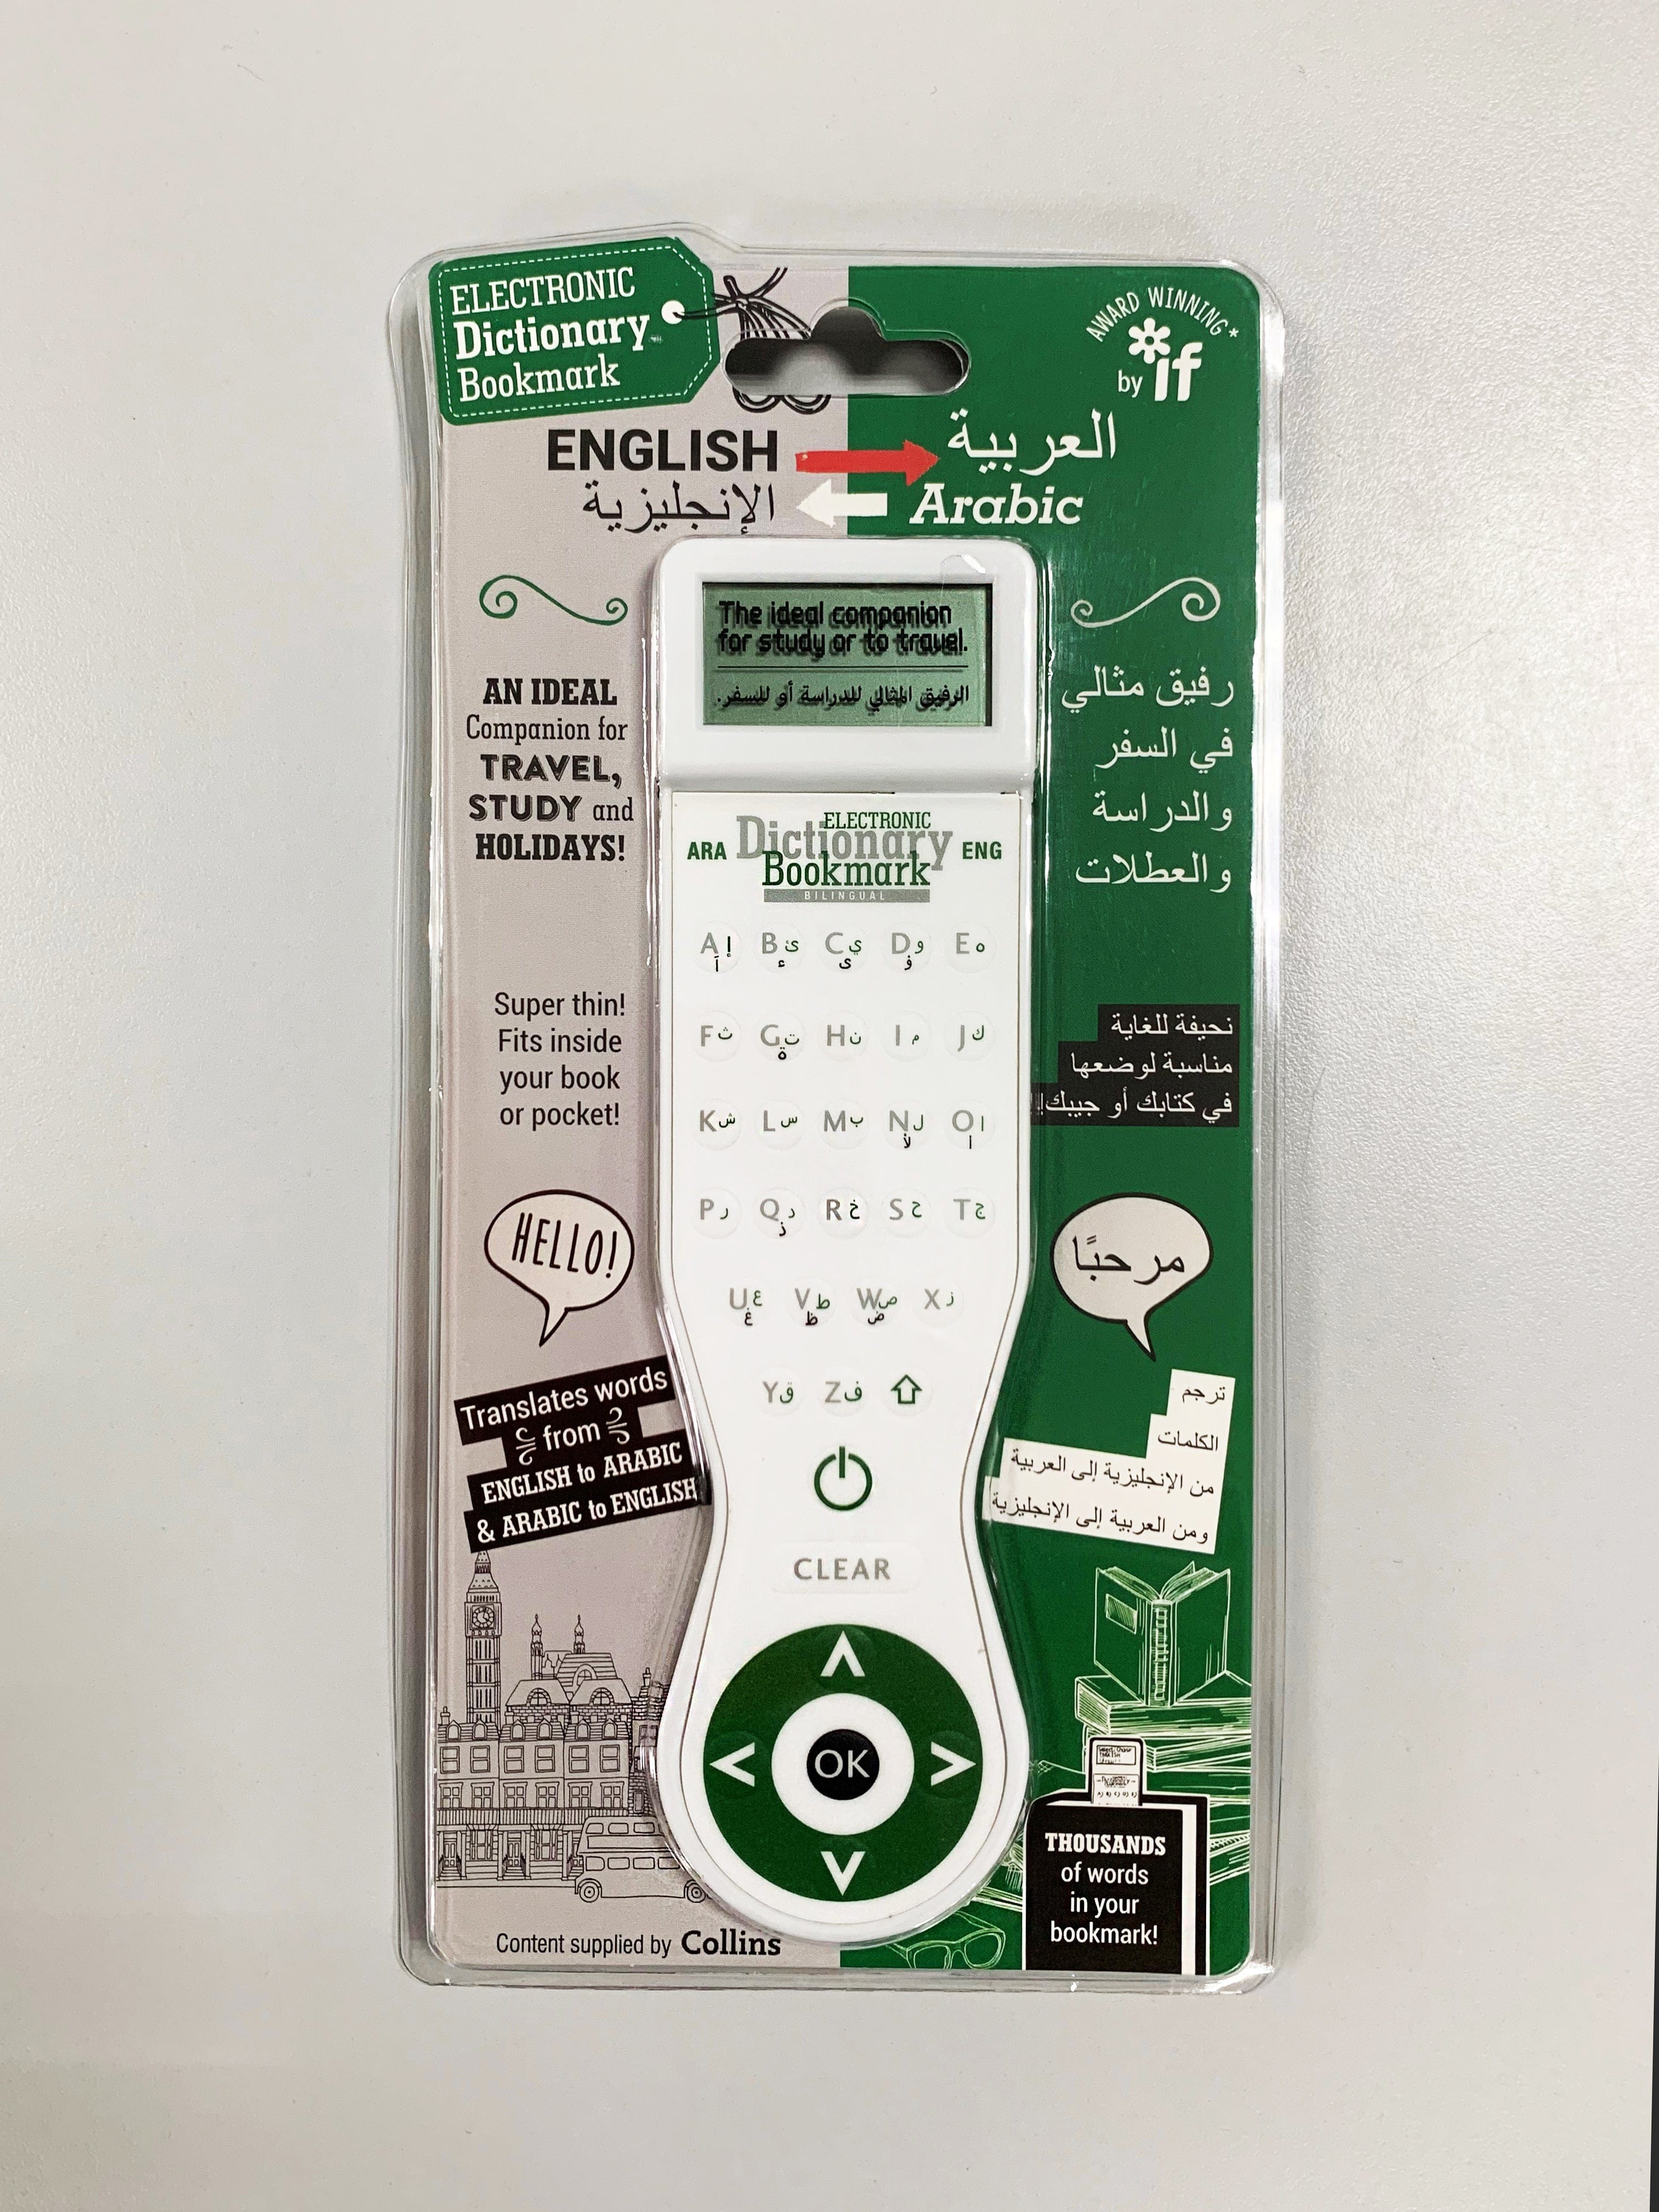 ELECTRONIC
Dictionary
Bookmark
AWARD WINNING*
by if
ENGLISH
الإنجليزية
العربية
Arabic
The ideal companion
for study or to travel.
الرفيق المثالي للدراسة أو للسفر.
AN IDEAL
Companion for
TRAVEL,
STUDY and
HOLIDAYS!
رفيق مثالي
في السفر
والدراسة
والعطلات
ARA
ELECTRONIC
Dictionary
Bookmark
BILINGUAL
ENG
A إ B ئ C ي D و E ه
آ ء ى ؤ
F ث G ت H ن I م J ك
ة
K ش L س M ب N ل O ا
لأ أ
P ر Q د R خ S ح T ج
ذ
U ع V ط W ص X ز
غ ظ ض
Y ق Z ف
CLEAR
OK
Super thin!
Fits inside
your book
or pocket!
نحيفة للغاية
مناسبة لوضعها
في كتابك أو جيبك!!
HELLO!
مرحبًا
Translates words
from
ENGLISH to ARABIC
& ARABIC to ENGLISH
ترجم
الكلمات
من الإنجليزية إلى العربية
ومن العربية إلى الإنجليزية
THOUSANDS
of words
in your
bookmark!
Content supplied by Collins